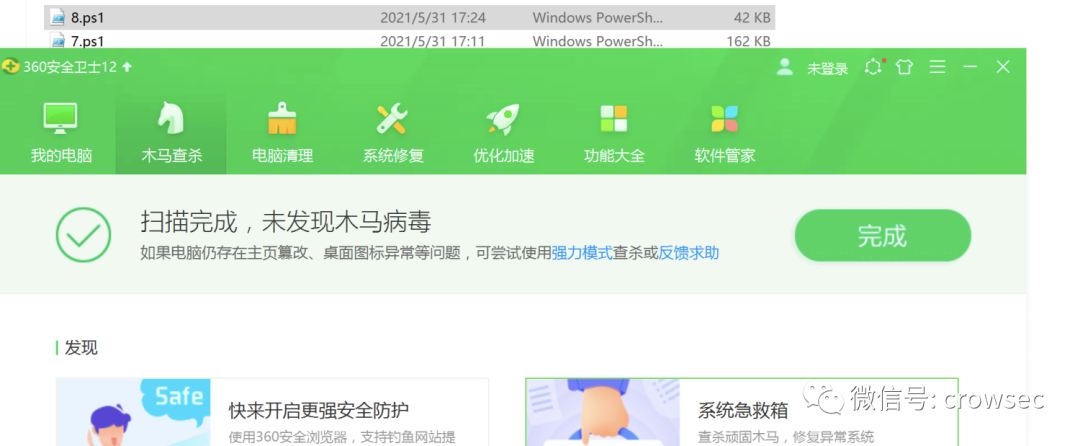 8.ps1 2021/5/31 17:24 Windows PowerSh... 42 KB
7.ps1 2021/5/31 17:11 Windows PowerSh... 162 KB
360安全卫士12 未登录
我的电脑 木马查杀 电脑清理 系统修复 优化加速 功能大全 软件管家
扫描完成，未发现木马病毒
如果电脑仍存在主页篡改、桌面图标异常等问题，可尝试使用强力模式查杀或反馈求助
完成
发现
Safe
快来开启更强安全防护
使用360安全浏览器，支持钓鱼网站提
系统急救箱
查杀顽固木马，修复异常系统
微信号: crowsec